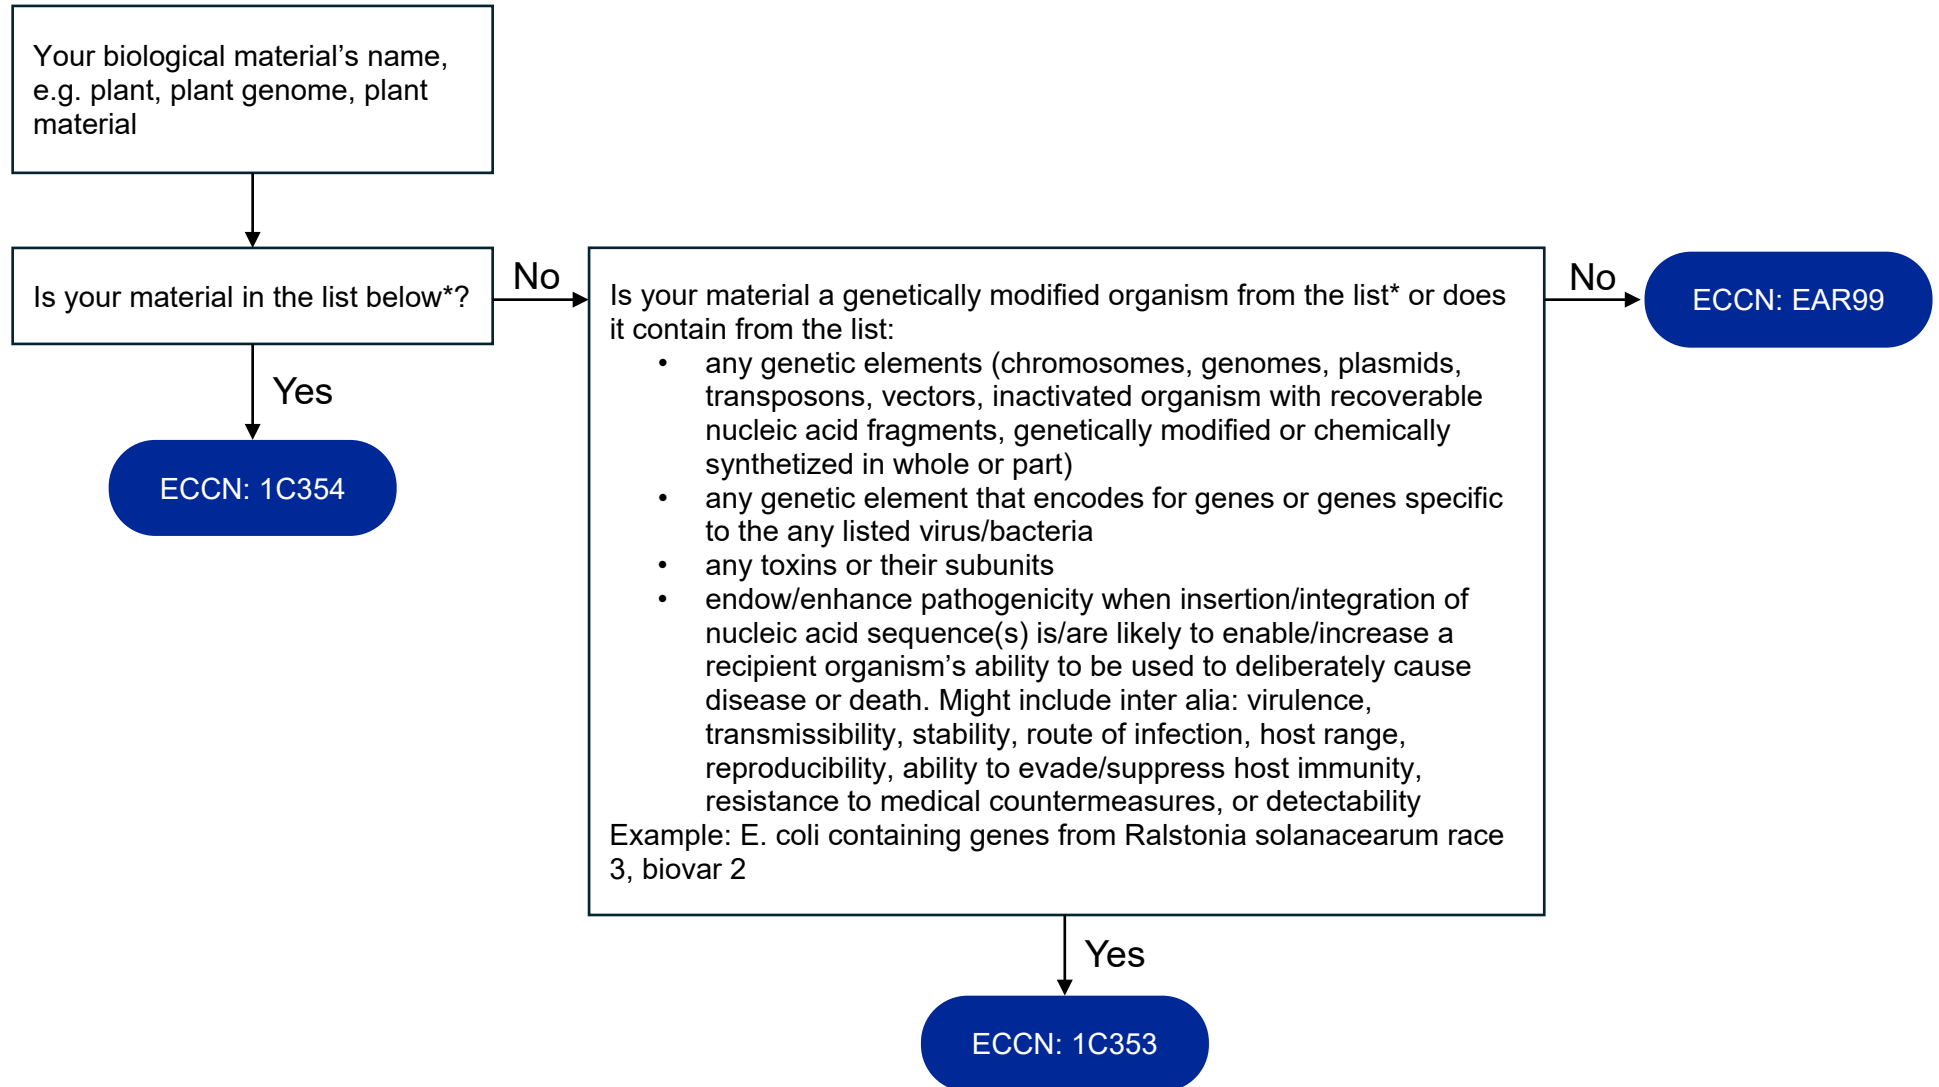 Your biological material’s name,
e.g. plant, plant genome, plant
material
Is your material in the list below*?
No
Yes
ECCN: 1C354
Is your material a genetically modified organism from the list* or does
it contain from the list:
• any genetic elements (chromosomes, genomes, plasmids,
transposons, vectors, inactivated organism with recoverable
nucleic acid fragments, genetically modified or chemically
synthetized in whole or part)
• any genetic element that encodes for genes or genes specific
to the any listed virus/bacteria
• any toxins or their subunits
• endow/enhance pathogenicity when insertion/integration of
nucleic acid sequence(s) is/are likely to enable/increase a
recipient organism’s ability to be used to deliberately cause
disease or death. Might include inter alia: virulence,
transmissibility, stability, route of infection, host range,
reproducibility, ability to evade/suppress host immunity,
resistance to medical countermeasures, or detectability
Example: E. coli containing genes from Ralstonia solanacearum race
3, biovar 2
No
ECCN: EAR99
Yes
ECCN: 1C353